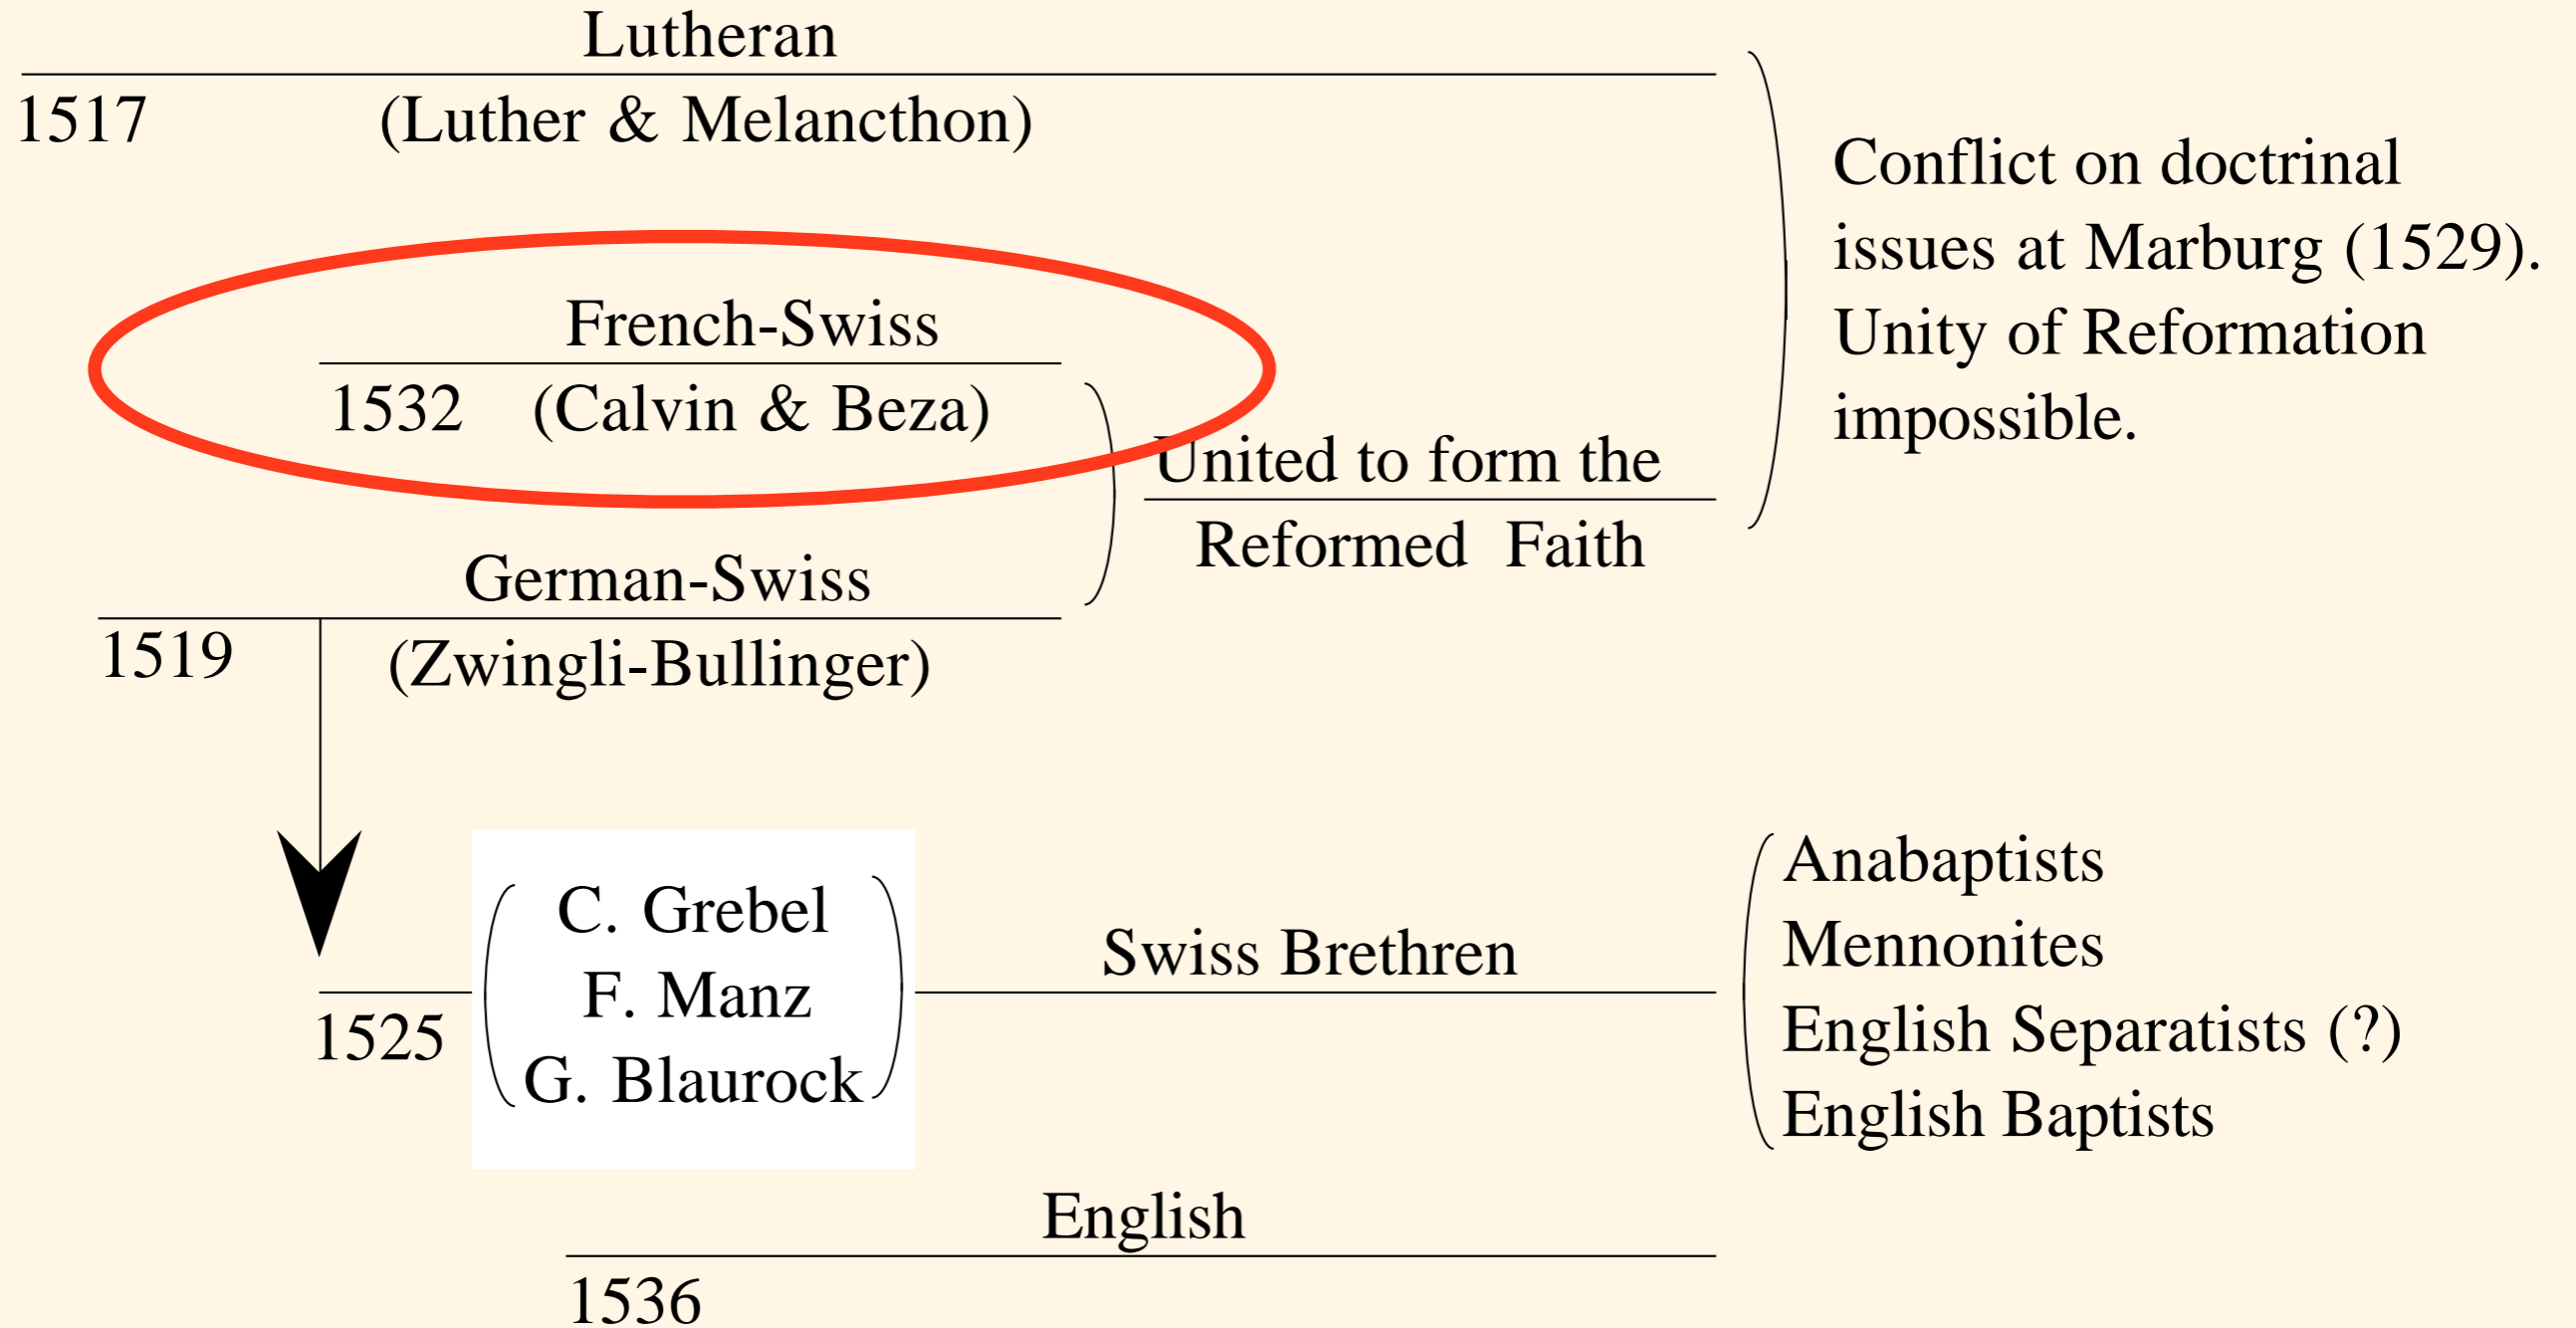 Lutheran
1517 (Luther & Melancthon)
Conflict on doctrinal
issues at Marburg (1529).
Unity of Reformation
impossible.
French-Swiss
1532 (Calvin & Beza)
United to form the
Reformed Faith
German-Swiss
1519 (Zwingli-Bullinger)
C. Grebel
F. Manz
G. Blaurock
1525
Swiss Brethren
Anabaptists
Mennonites
English Separatists (?)
English Baptists
English
1536